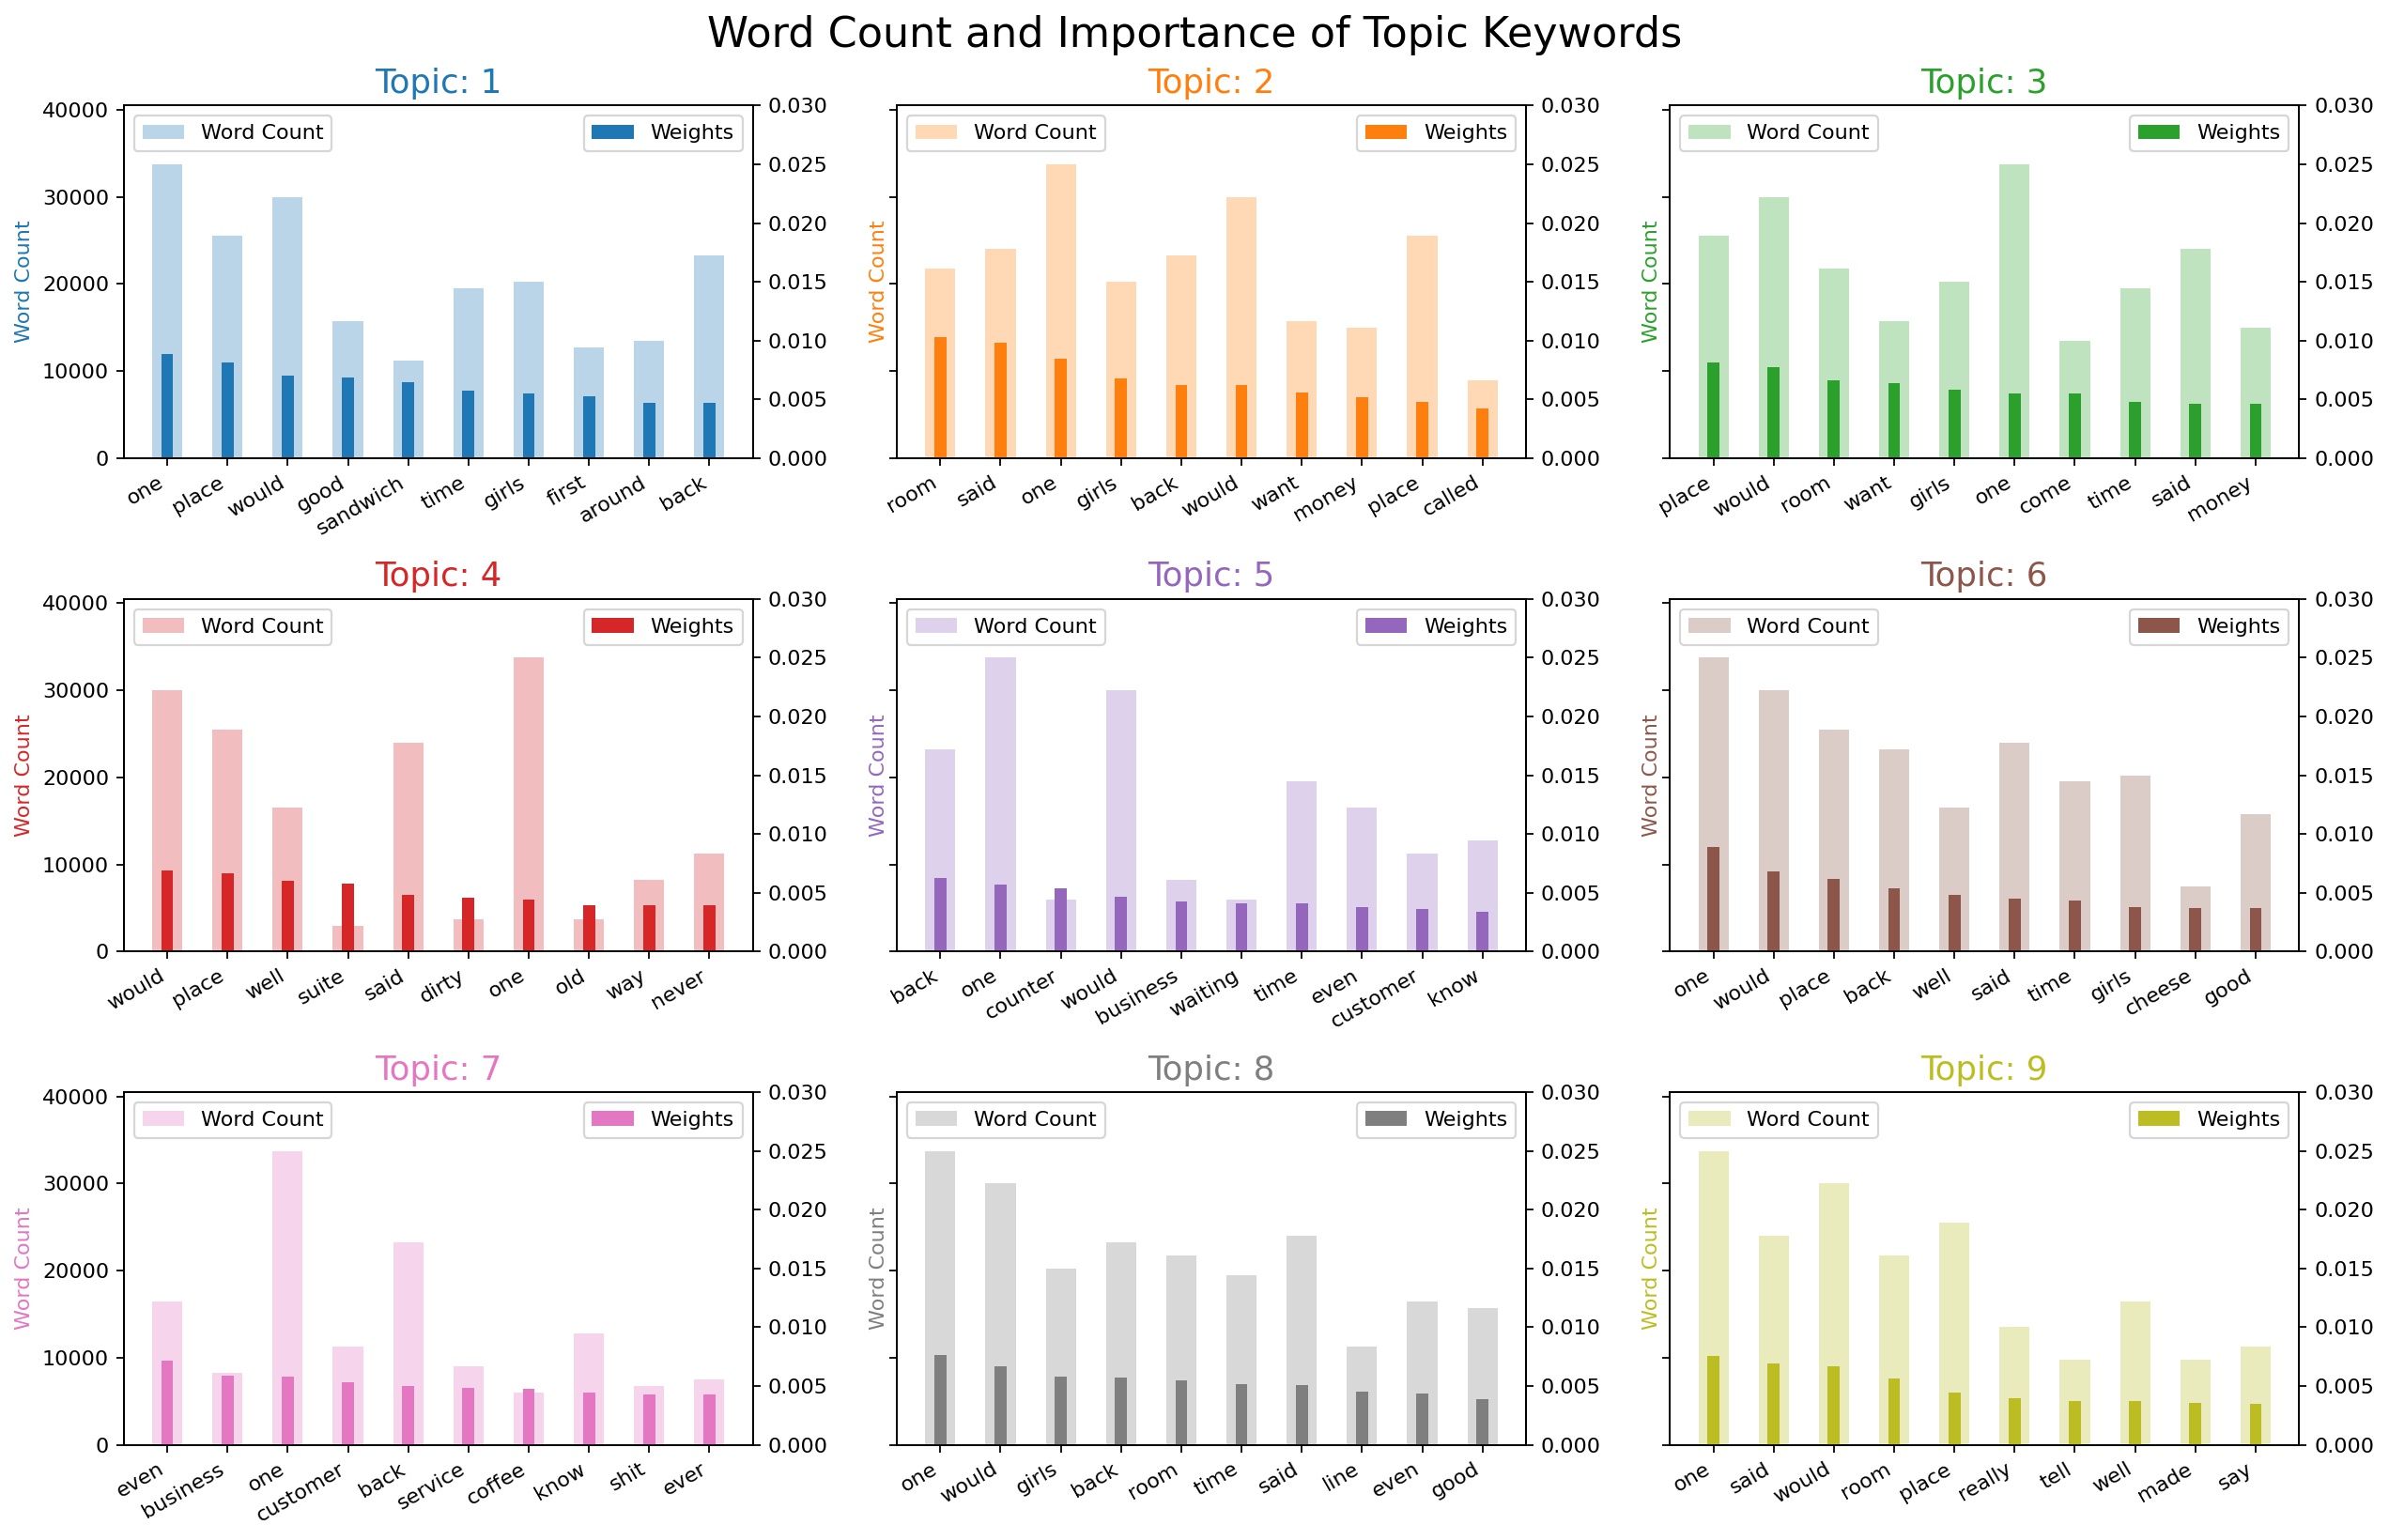 Word Count and Importance of Topic Keywords
Topic: 1
Word Count
Weights
40000
30000
20000
10000
0
0.030
0.025
0.020
0.015
0.010
0.005
0.000
Word Count
one place would good sandwich time girls first around back
Topic: 2
Word Count
Weights
0.030
0.025
0.020
0.015
0.010
0.005
0.000
Word Count
room said one girls back would want money place called
Topic: 3
Word Count
Weights
0.030
0.025
0.020
0.015
0.010
0.005
0.000
Word Count
place would room want girls one come time said money
Topic: 4
Word Count
Weights
40000
30000
20000
10000
0
0.030
0.025
0.020
0.015
0.010
0.005
0.000
Word Count
would place well suite said dirty one old way never
Topic: 5
Word Count
Weights
0.030
0.025
0.020
0.015
0.010
0.005
0.000
Word Count
back one counter would business waiting time even customer know
Topic: 6
Word Count
Weights
0.030
0.025
0.020
0.015
0.010
0.005
0.000
Word Count
one would place back well said time girls cheese good
Topic: 7
Word Count
Weights
40000
30000
20000
10000
0
0.030
0.025
0.020
0.015
0.010
0.005
0.000
Word Count
even business one customer back service coffee know shit ever
Topic: 8
Word Count
Weights
0.030
0.025
0.020
0.015
0.010
0.005
0.000
Word Count
one would girls back room time said line even good
Topic: 9
Word Count
Weights
0.030
0.025
0.020
0.015
0.010
0.005
0.000
Word Count
one said would room place really tell well made say